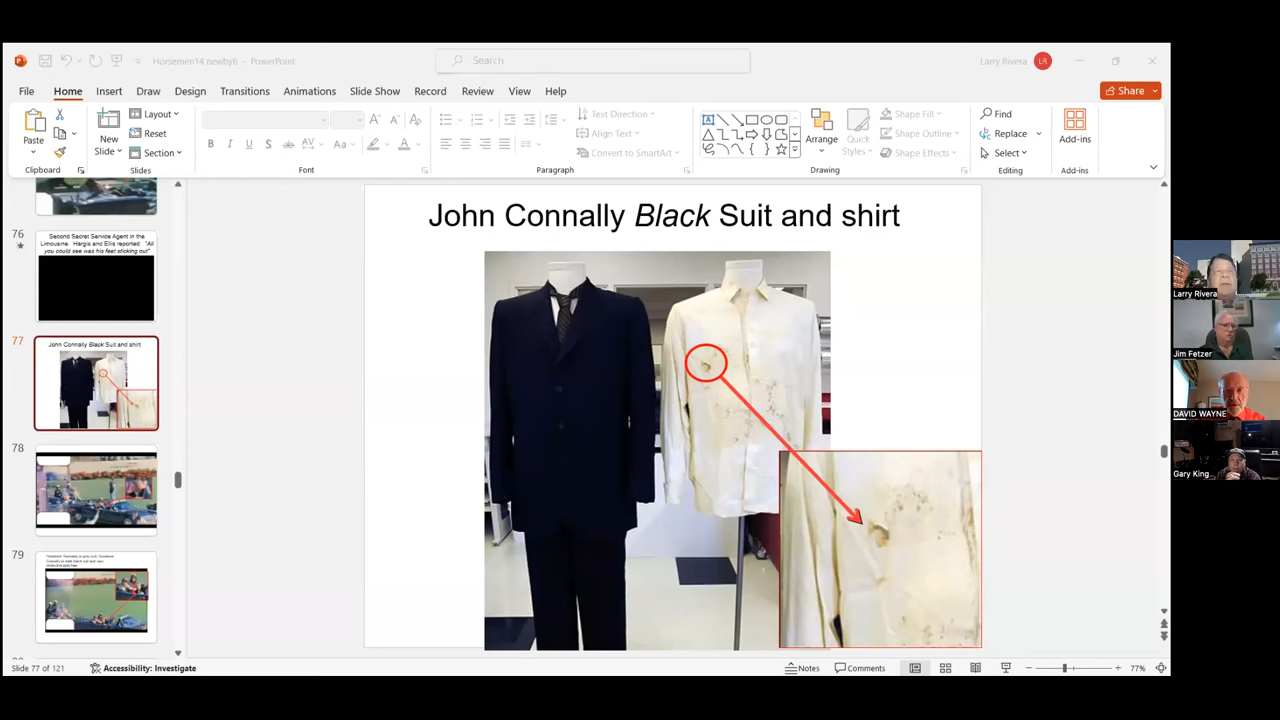 Horsemen14 newby6 - PowerPoint
Search
Larry Rivera
LR
File Home Insert Draw Design Transitions Animations Slide Show Record Review View Help
Share
Paste
Clipboard
New
Slide
Layout
Reset
Section
Slides
B I U S ab AV Aa A
Font
Text Direction
Align Text
Convert to SmartArt
Paragraph
Arrange
Quick
Styles
Shape Fill
Shape Outline
Shape Effects
Drawing
Find
Replace
Select
Editing
Add-ins
Add-ins
76
Second Secret Service Agent in the
Limousine. Hargis and Ellis reported: "All
you could see was his feet sticking out"
77
John Connally Black Suit and shirt
78
79
John Connally Black Suit and shirt
Larry Rivera
Jim Fetzer
DAVID WAYNE
Gary King
Slide 77 of 121
Accessibility: Investigate
Notes
Comments
77%